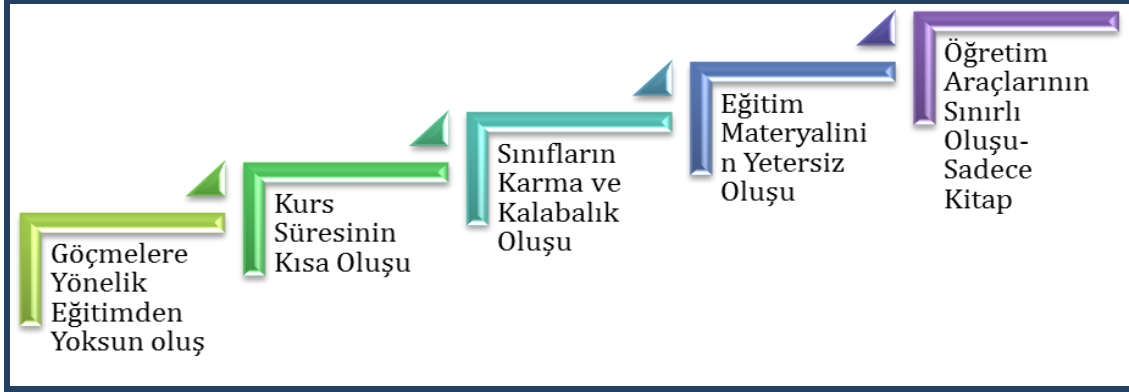 Göçmelere
Yönelik
Eğitimden
Yoksun oluş
Kurs
Süresinin
Kısa Oluşu
Sınıfların
Karma ve
Kalabalık
Oluşu
Eğitim
Materyalini
n Yetersiz
Oluşu
Öğretim
Araçlarının
Sınırlı
Oluşu-
Sadece
Kitap